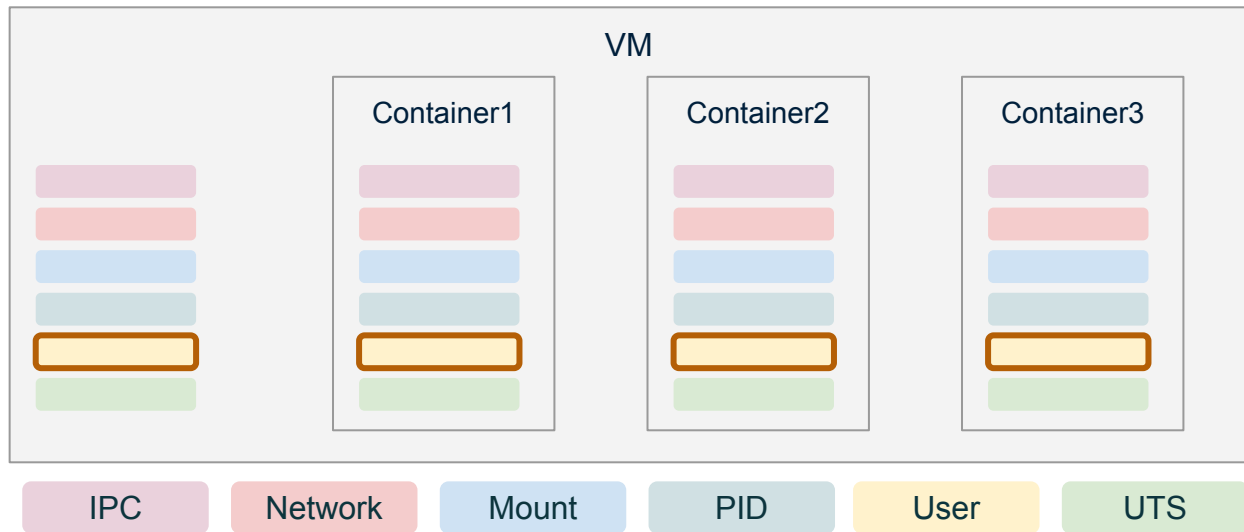 VM
Container1
Container2
Container3
IPC
Network
Mount
PID
User
UTS